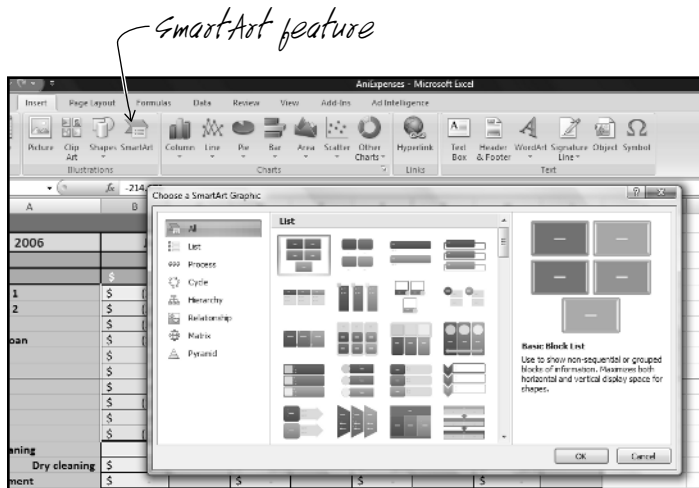 SmartArt feature
AniExpenses - Microsoft Excel
Insert Page Layout Formulas Data Review View Add-Ins Ad Intelligence
Picture Clip Art Shapes SmartArt Column Line Pie Bar Area Scatter Other Charts Hyperlink Text Box Header & Footer WordArt Signature Line Object Symbol
Illustrations Charts Links Text
fx -214
Choose a SmartArt Graphic
A B
2006
$
1 $
2 $
$
oan $
$
$
$
$
$
$
aning
Dry cleaning $
ment $ $ $ $
All
List
Process
Cycle
Hierarchy
Relationship
Matrix
Pyramid
List
Basic Block List
Use to show non-sequential or grouped
blocks of information. Maximizes both
horizontal and vertical display space for
shapes.
OK Cancel